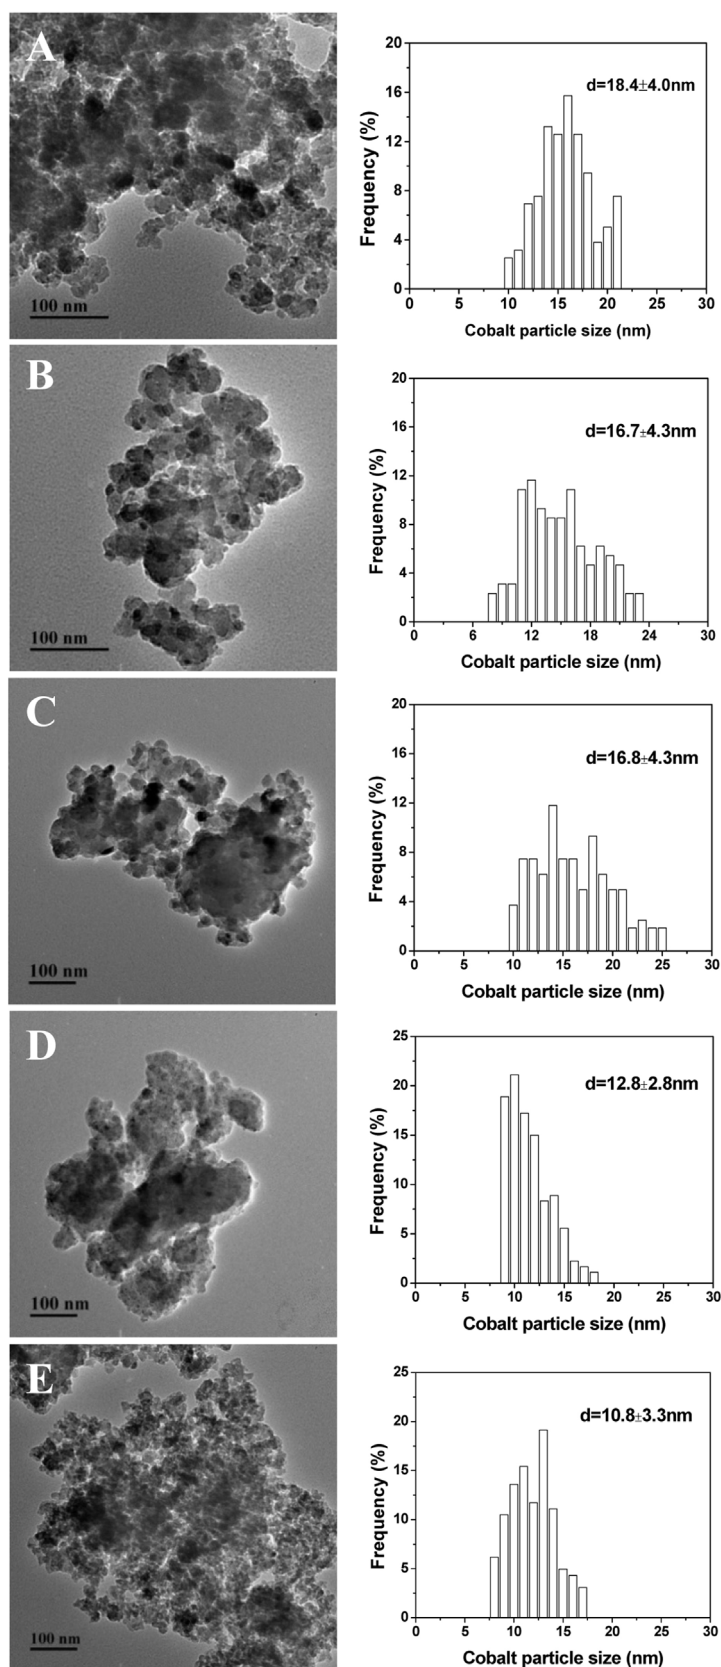 A
100 nm
20
16
12
8
4
0
d=18.4±4.0nm
Frequency (%)
0 5 10 15 20 25 30
Cobalt particle size (nm)
B
100 nm
20
16
12
8
4
0
d=16.7±4.3nm
Frequency (%)
0 6 12 18 24 30
Cobalt particle size (nm)
C
100 nm
20
16
12
8
4
0
d=16.8±4.3nm
Frequency (%)
0 5 10 15 20 25 30
Cobalt particle size (nm)
D
100 nm
25
20
15
10
5
0
d=12.8±2.8nm
Frequency (%)
0 5 10 15 20 25 30
Cobalt particle size (nm)
E
100 nm
25
20
15
10
5
0
d=10.8±3.3nm
Frequency (%)
0 5 10 15 20 25 30
Cobalt particle size (nm)